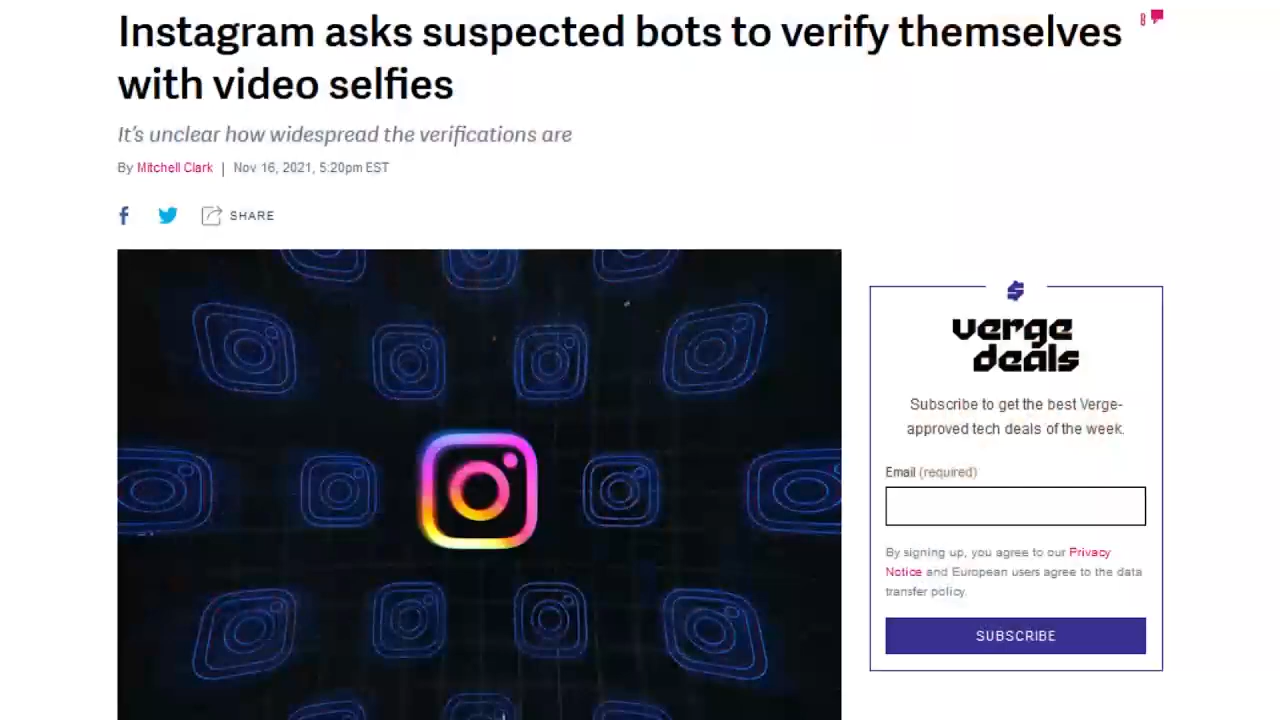 Instagram asks suspected bots to verify themselves
with video selfies
8
It's unclear how widespread the verifications are
By Mitchell Clark | Nov 16, 2021, 5:20pm EST
SHARE
verge
deals
Subscribe to get the best Verge-
approved tech deals of the week.
Email (required)
By signing up, you agree to our Privacy
Notice and European users agree to the data
transfer policy.
SUBSCRIBE